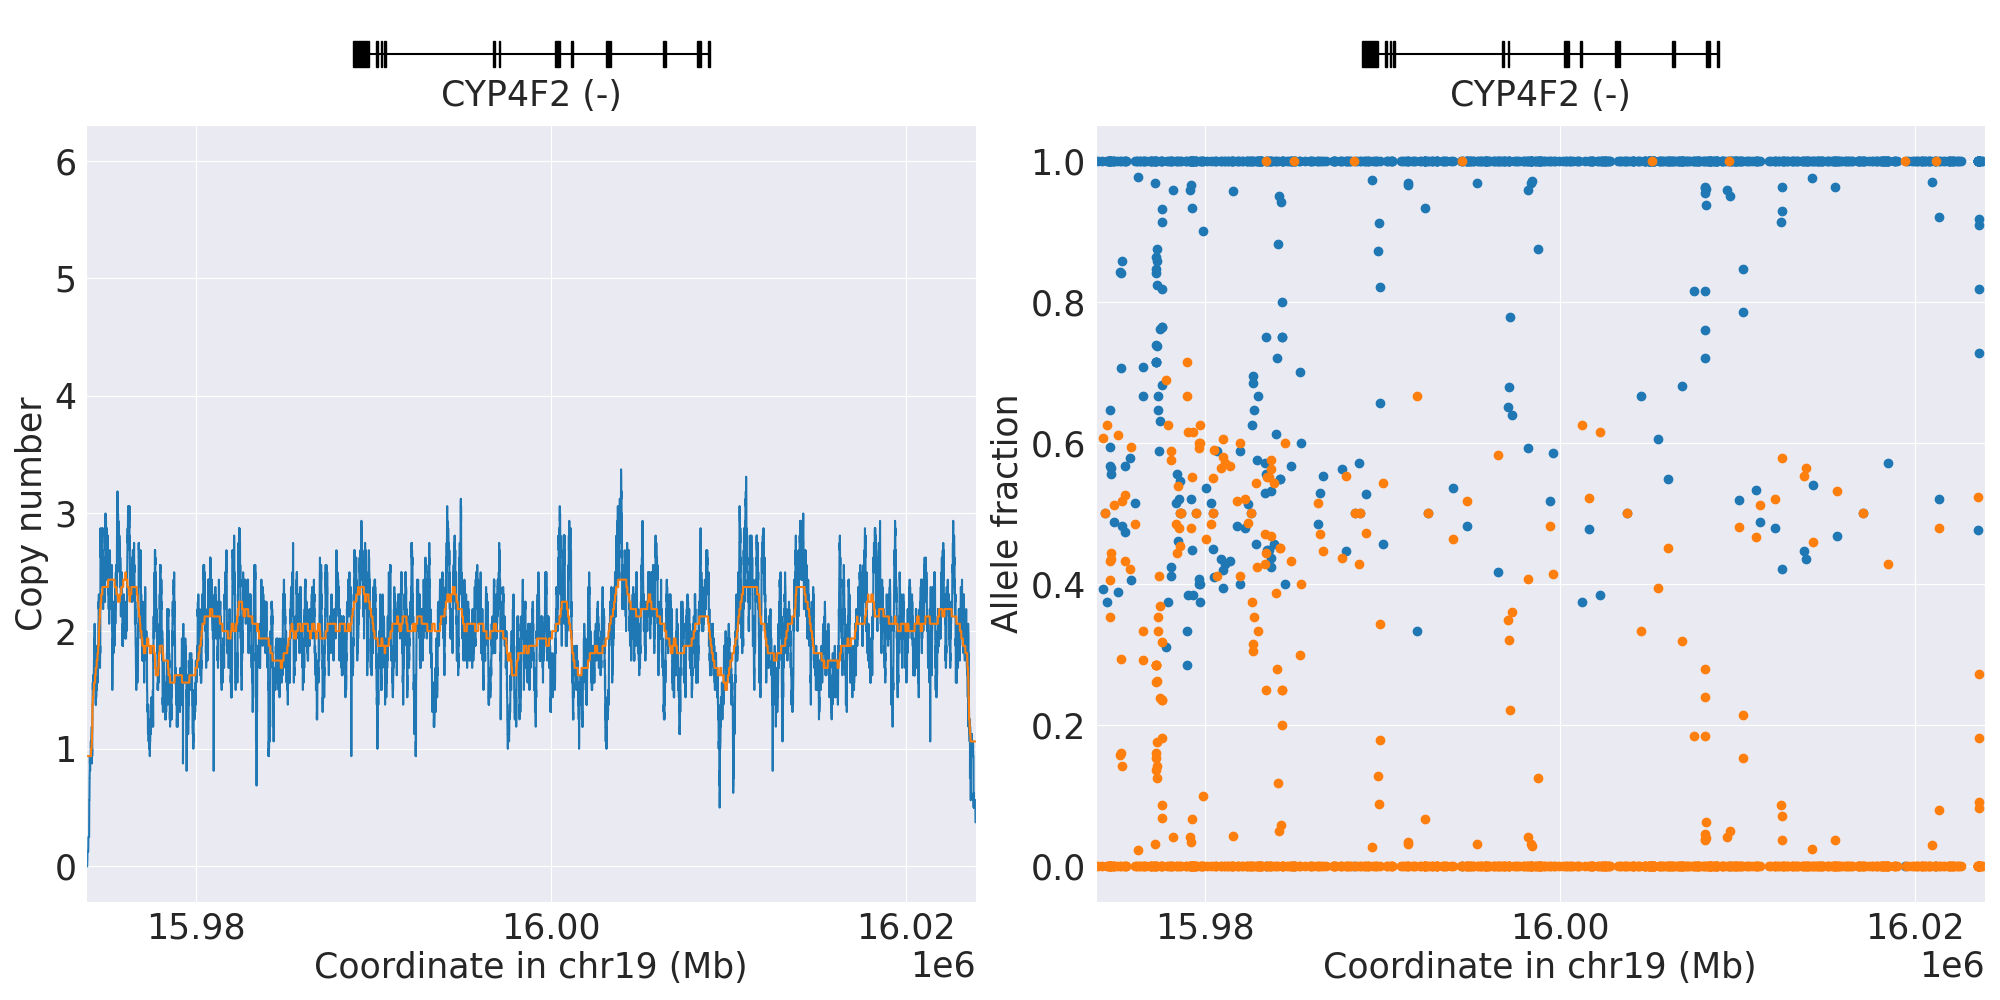 CYP4F2 (-)
6
5
4
3
2
1
0
Copy number
15.98
16.00
16.02
Coordinate in chr19 (Mb)
1e6
CYP4F2 (-)
1.0
0.8
0.6
0.4
0.2
0.0
Allele fraction
15.98
16.00
16.02
Coordinate in chr19 (Mb)
1e6